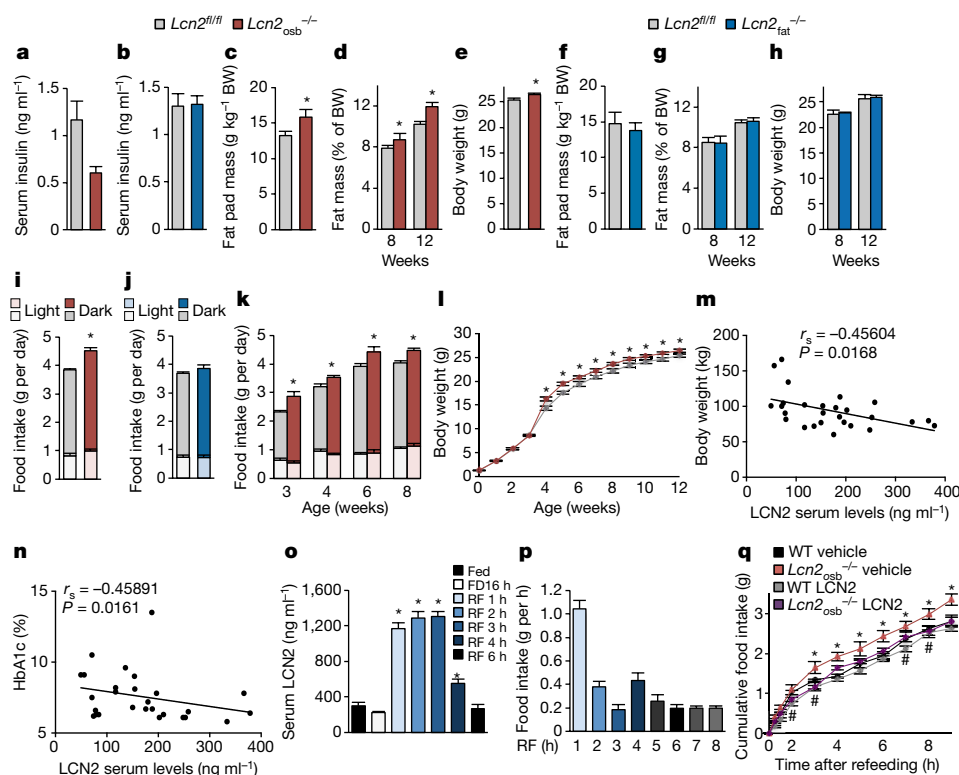 Lcn2fl/fl Lcn2osb−/−
Lcn2fl/fl Lcn2fat−/−
a
Serum insulin (ng ml−1)
1.5
1
0.5
0
b
Serum insulin (ng ml−1)
1.5
1
0.5
0
c
Fat pad mass (g kg−1 BW)
20
15
10
5
0
*
d
Fat mass (% of BW)
16
12
8
4
0
* *
8 12
Weeks
e
Body weight (g)
25
20
15
10
5
0
*
f
Fat pad mass (g kg−1 BW)
20
15
10
5
0
g
Fat mass (% of BW)
16
12
8
4
0
8 12
Weeks
h
Body weight (g)
25
20
15
10
5
0
8 12
i
Light Dark
Food intake (g per day)
5
4
3
2
1
0
*
j
Light Dark
Food intake (g per day)
5
4
3
2
1
0
k
Food intake (g per day)
5
4
3
2
1
0
* * * *
3 4 6 8
Age (weeks)
l
Body weight (g)
30
25
20
15
10
5
0
* * * * * * * * *
0 2 4 6 8 10 12
Age (weeks)
m
rs = −0.45604
P = 0.0168
Body weight (kg)
200
150
100
50
0
0 100 200 300 400
LCN2 serum levels (ng ml−1)
n
rs = −0.45891
P = 0.0161
HbA1c (%)
15
10
5
0 100 200 300 400
LCN2 serum levels (ng ml−1)
o
Serum LCN2 (ng ml−1)
1,600
1,200
800
400
0
* * * *
Fed
FD16 h
RF 1 h
RF 2 h
RF 3 h
RF 4 h
RF 6 h
p
Food intake (g per h)
1.2
1.0
0.8
0.6
0.4
0.2
0
RF (h) 1 2 3 4 5 6 7 8
q
WT vehicle
Lcn2osb−/− vehicle
WT LCN2
Lcn2osb−/− LCN2
Cumulative food intake (g)
4
3
2
1
0
* * * * * * *
# # # #
0 2 4 6 8
Time after refeeding (h)